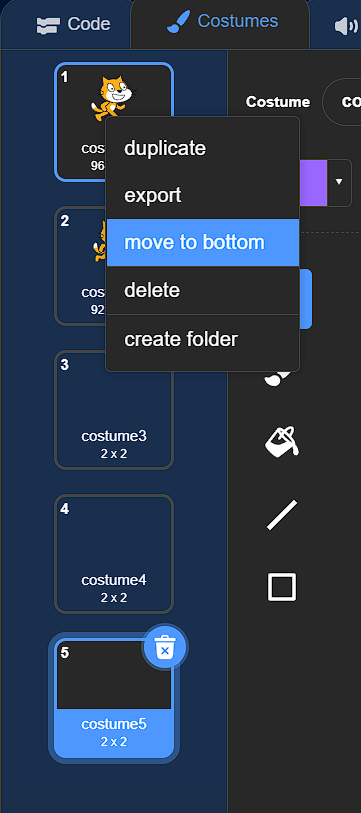 Code
Costumes
1
cos
96
2
cos
92
3
costume3
2 x 2
4
costume4
2 x 2
5
costume5
2 x 2
duplicate
export
move to bottom
delete
create folder
Costume
co